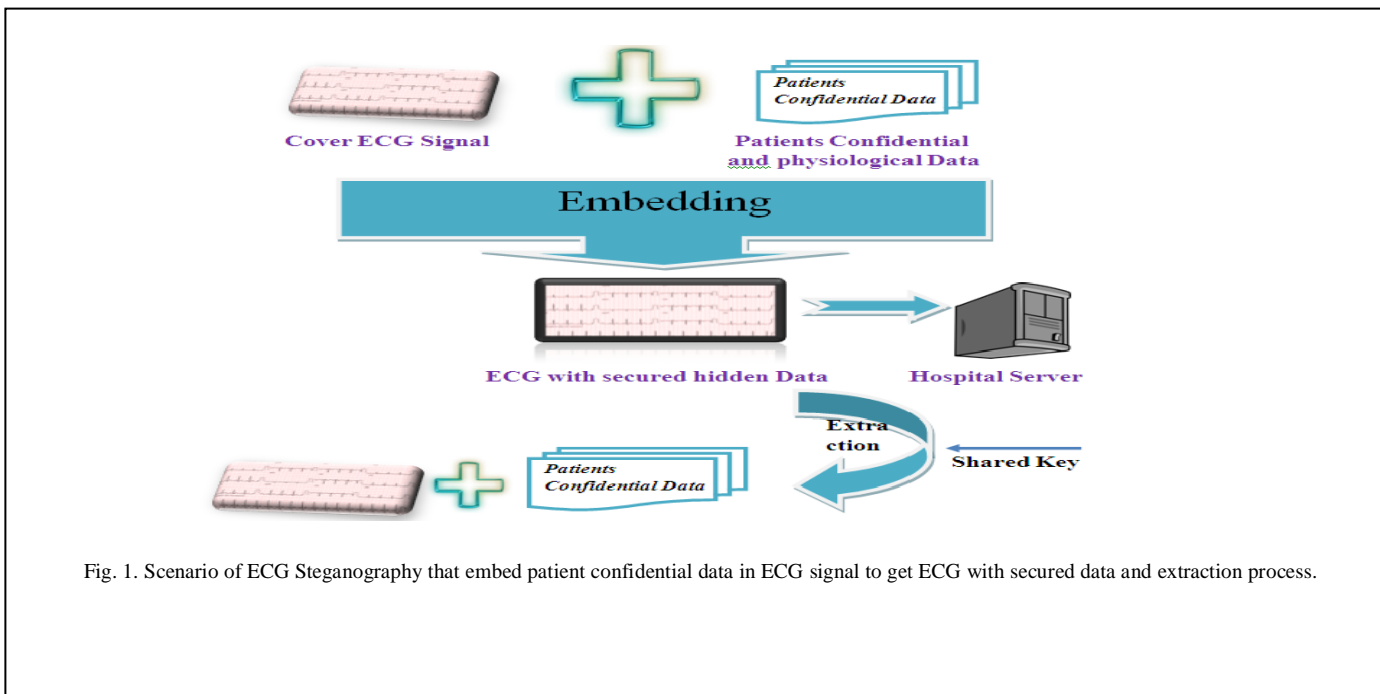 Patients
Confidential Data
Cover ECG Signal
Patients Confidential
and physiological Data
Embedding
ECG with secured hidden Data
Hospital Server
Extra
ction
Shared Key
Patients
Confidential Data
Fig. 1. Scenario of ECG Steganography that embed patient confidential data in ECG signal to get ECG with secured data and extraction process.